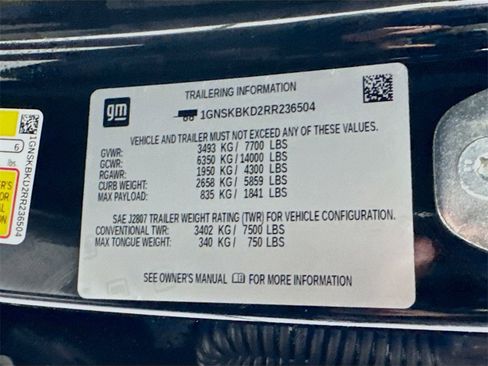 gm
TRAILERING INFORMATION
1GNSKBKD2RR236504
VEHICLE AND TRAILER MUST NOT EXCEED ANY OF THESE VALUES.
GVWR: 3493 KG / 7700 LBS
GCWR: 6350 KG / 14000 LBS
RGAWR: 1950 KG / 4300 LBS
CURB WEIGHT: 2658 KG / 5859 LBS
MAX PAYLOAD: 835 KG / 1841 LBS
SAE J2807 TRAILER WEIGHT RATING (TWR) FOR VEHICLE CONFIGURATION.
CONVENTIONAL TWR: 3402 KG / 7500 LBS
MAX TONGUE WEIGHT: 340 KG / 750 LBS
SEE OWNER'S MANUAL FOR MORE INFORMATION
6
lbs.
1GNSKBKD2RR236504